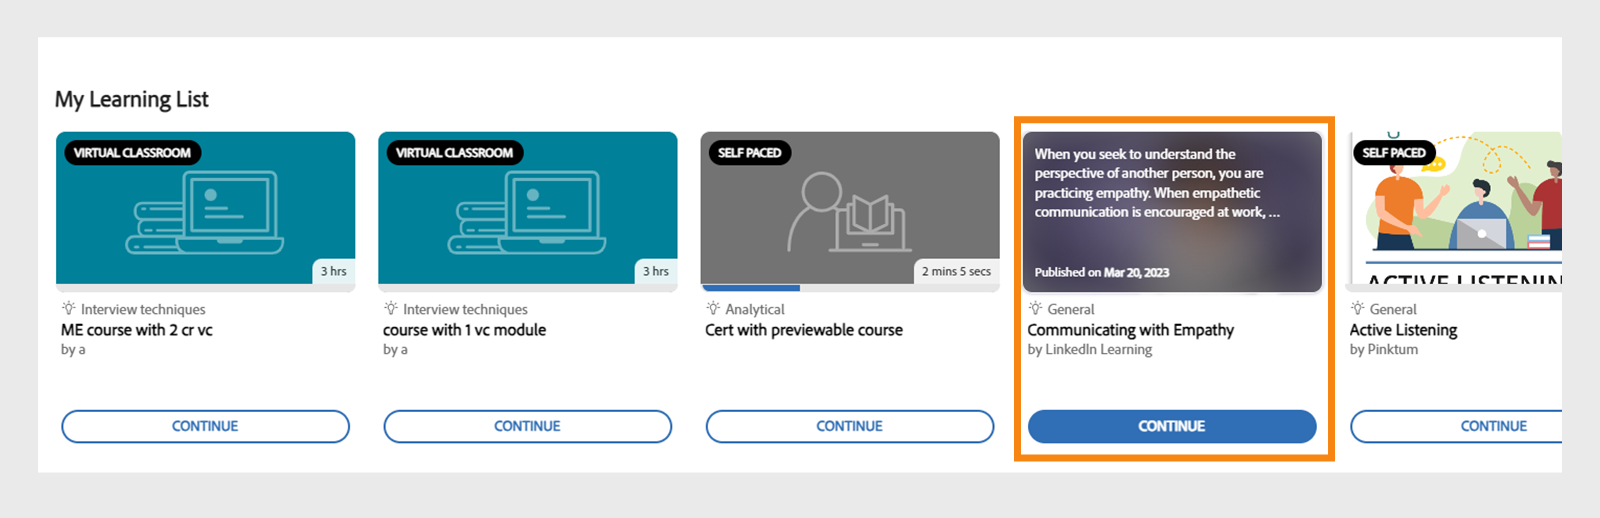 My Learning List
VIRTUAL CLASSROOM
3 hrs
Interview techniques
ME course with 2 cr vc
by a
CONTINUE
VIRTUAL CLASSROOM
3 hrs
Interview techniques
course with 1 vc module
by a
CONTINUE
SELF PACED
2 mins 5 secs
Analytical
Cert with previewable course
CONTINUE
When you seek to understand the
perspective of another person, you are
practicing empathy. When empathetic
communication is encouraged at work, ...
Published on Mar 20, 2023
General
Communicating with Empathy
by LinkedIn Learning
CONTINUE
SELF PACED
ACTIVE LISTENIN
General
Active Listening
by Pinktum
CONTINUE